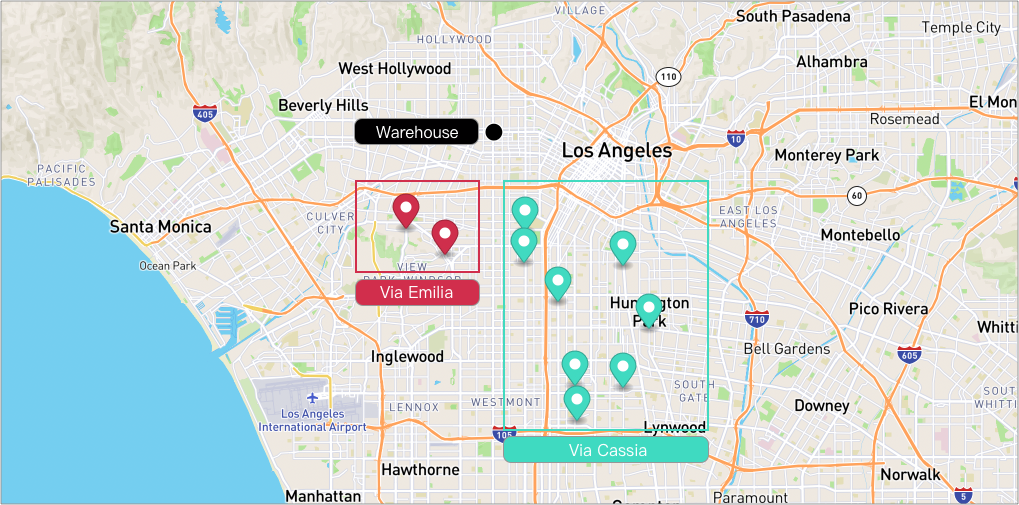 VILLAGE
South Pasadena
Temple City
HOLLYWOOD
West Hollywood
Alhambra
110
Beverly Hills
El Mon
405
Rosemead
Warehouse
10
Los Angeles
Monterey Park
PACIFIC
PALISADES
60
CULVER
CITY
EAST LOS
ANGELES
Santa Monica
Montebello
Ocean Park
VIEW
PARK-WINDSOR
Via Emilia
Huntington
Park
710
Pico Rivera
Whitti
Bell Gardens
Inglewood
605
SOUTH
GATE
SOUT
WHITTI
LENNOX
WESTMONT
Downey
Los Angeles
International Airport
Lynwood
105
Via Cassia
Hawthorne
Norwalk
Manhattan
Paramount
5